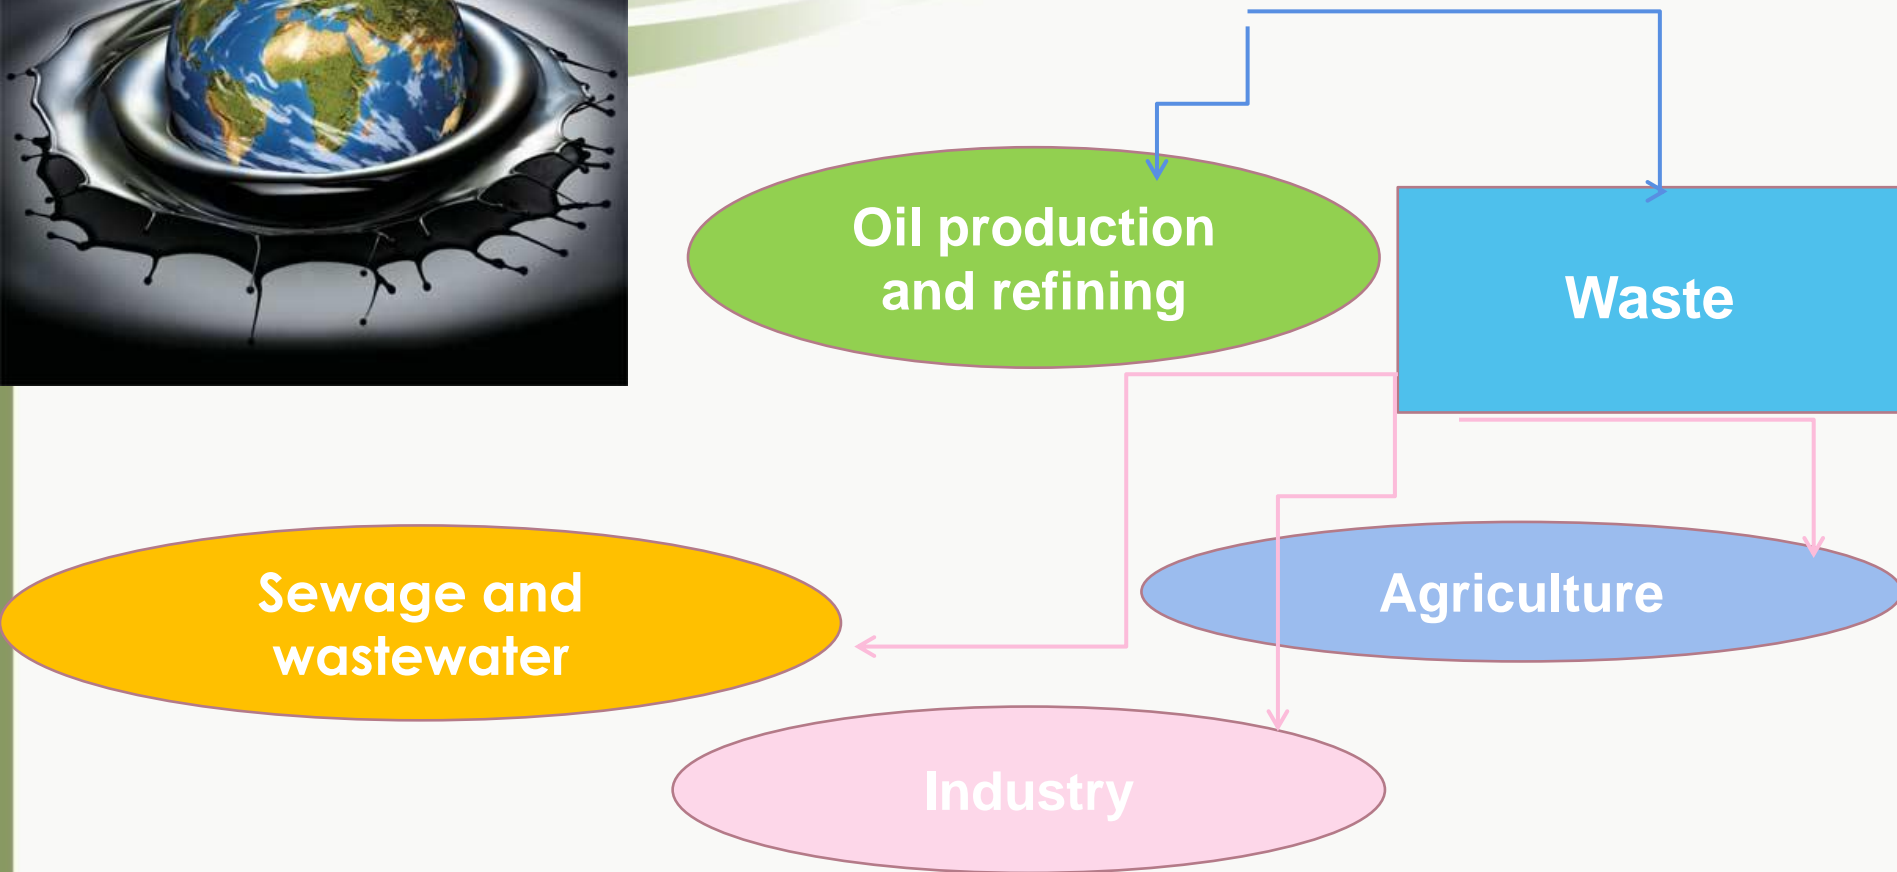 Oil production
and refining
Waste
Sewage and
wastewater
Agriculture
Industry